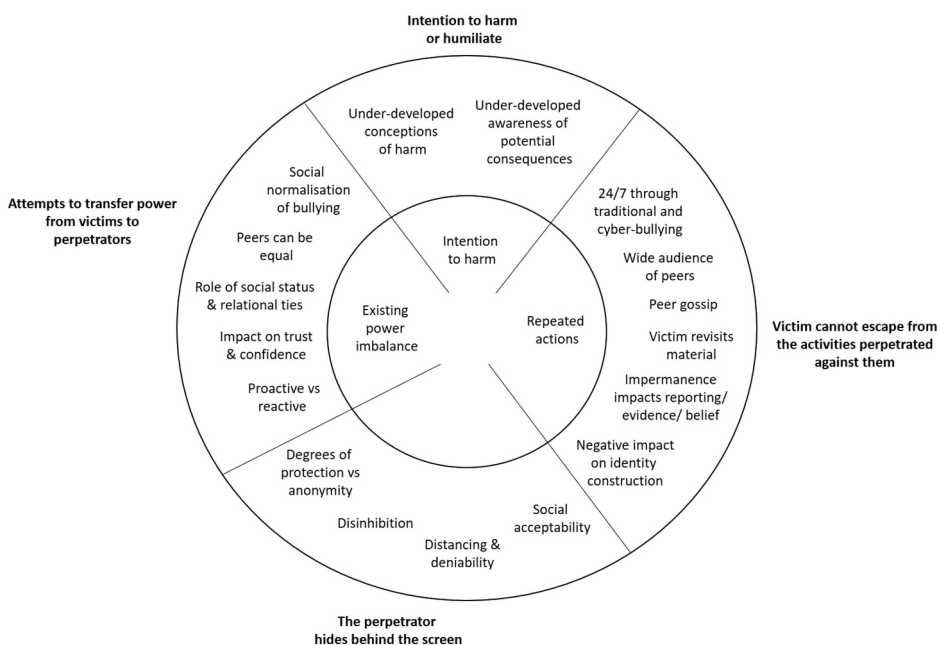 Intention to harm
or humiliate
Under-developed
conceptions
of harm
Under-developed
awareness of
potential
consequences
Social
normalisation
of bullying
Peers can be
equal
Role of social status
& relational ties
Impact on trust
& confidence
Proactive vs
reactive
Attempts to transfer power
from victims to
perpetrators
Intention
to harm
Existing
power
imbalance
Repeated
actions
24/7 through
traditional and
cyber-bullying
Wide audience
of peers
Peer gossip
Victim revisits
material
Impermanence
impacts reporting/
evidence/ belief
Negative impact
on identity
construction
Victim cannot escape from
the activities perpetrated
against them
Degrees of
protection vs
anonymity
Disinhibition
Distancing &
deniability
Social
acceptability
The perpetrator
hides behind the screen